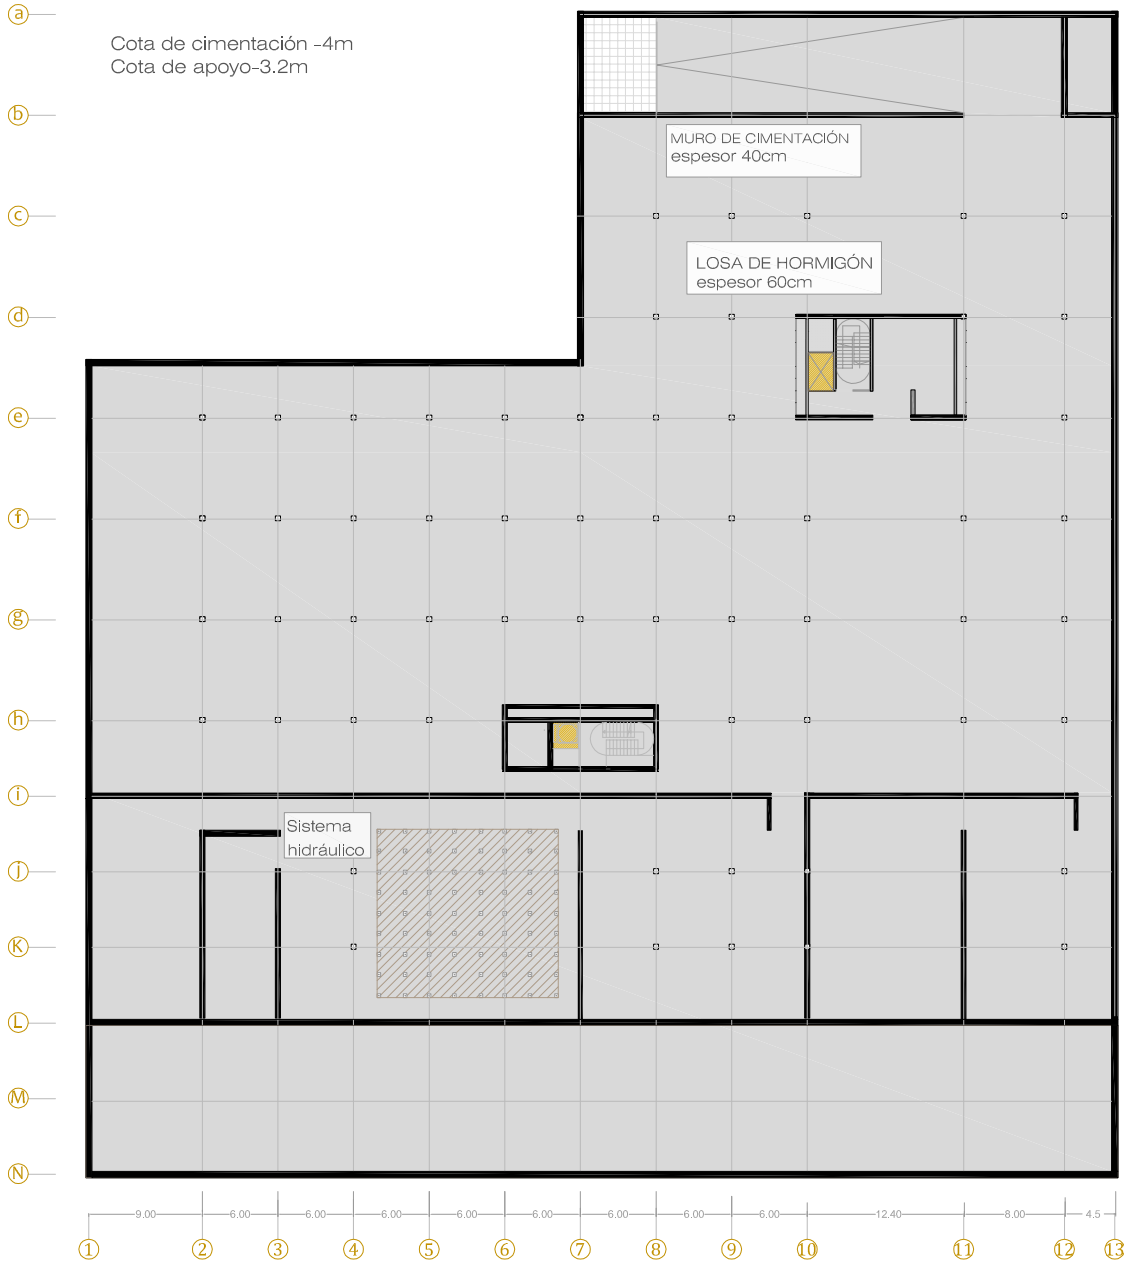 a
Cota de cimentación -4m
Cota de apoyo-3.2m
b
MURO DE CIMENTACIÓN
espesor 40cm
c
LOSA DE HORMIGÓN
espesor 60cm
d
e
f
g
h
i
Sistema
hidráulico
J
K
L
M
N
9.00 6.00 6.00 6.00 6.00 6.00 6.00 6.00 6.00 12.40 8.00 4.5
1 2 3 4 5 6 7 8 9 10 11 12 13